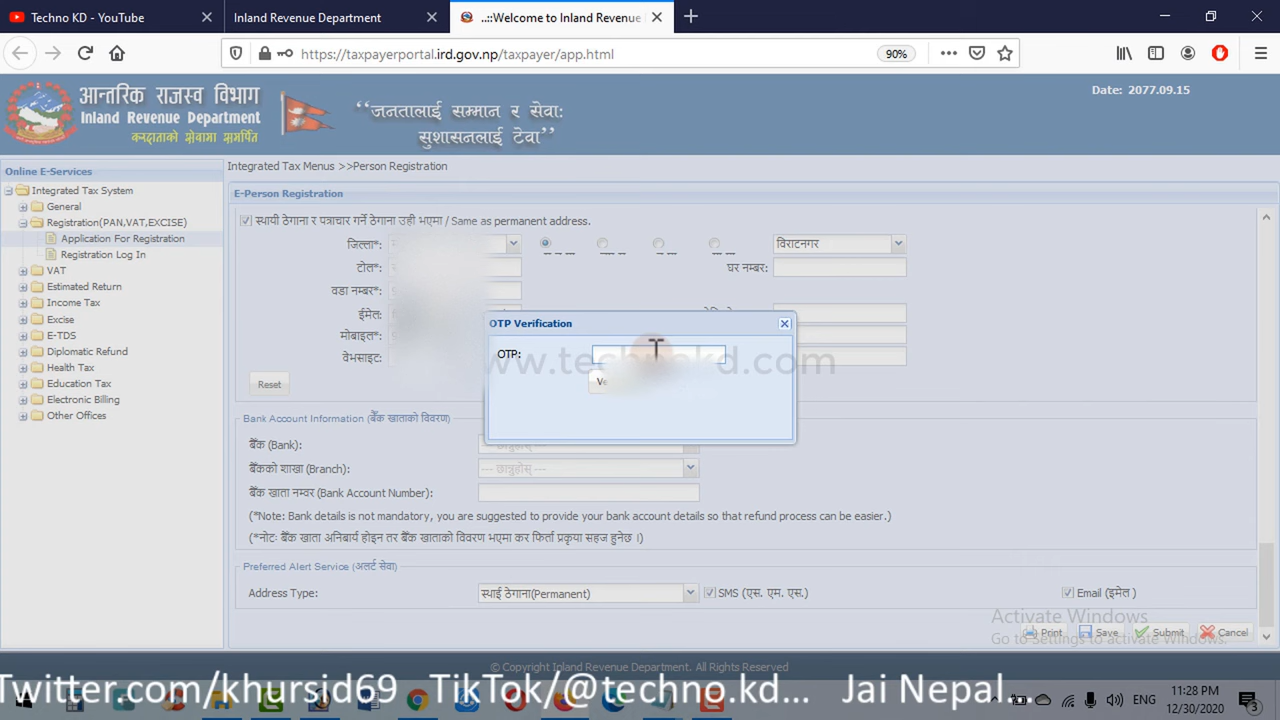 Techno KD - YouTube
Inland Revenue Department
..::Welcome to Inland Revenue
https://taxpayerportal.ird.gov.np/taxpayer/app.html
90%
आन्तरिक राजस्व विभाग
Inland Revenue Department
करदाताको सेवामा समर्पित
‘‘जनतालाई सम्मान र सेवा:
सुशासनलाई टेवा’’
Date: 2077.09.15
Online E-Services
Integrated Tax System
General
Registration(PAN,VAT,EXCISE)
Application For Registration
Registration Log In
VAT
Estimated Return
Income Tax
Excise
E-TDS
Diplomatic Refund
Health Tax
Education Tax
Electronic Billing
Other Offices
Integrated Tax Menus >>Person Registration
E-Person Registration
स्थायी ठेगाना र पत्राचार गर्ने ठेगाना उही भएमा / Same as permanent address.
जिल्ला*:
विराटनगर
टोल*:
घर नम्बर:
वडा नम्बर*:
ईमेल:
मोबाइल*:
वेभसाइट:
Reset
OTP Verification
OTP:
www.technokd.com
Bank Account Information (बैँक खाताको विवरण)
बैँक (Bank):
--- छान्नुहोस् ---
बैँकको शाखा (Branch):
--- छान्नुहोस् ---
बैँक खाता नम्वर (Bank Account Number):
(*Note: Bank details is not mandatory, you are suggested to provide your bank account details so that refund process can be easier.)
(*नोटः बैँक खाता अनिबार्य होइन तर बैँक खाताको विवरण भएमा कर फिर्ता प्रकृया सहज हुनेछ ।)
Preferred Alert Service (अलर्ट सेवा)
Address Type:
स्थाई ठेगाना(Permanent)
SMS (एस. एम. एस.)
Email (इमेल )
Activate Windows
Go to Settings to activate Windows.
Print
Save
Submit
Cancel
© Copyright Inland Revenue Department. All Rights Reserved
Twitter.com/khursid69 TikTok/@techno.kd... Jai Nepal...
ENG
11:28 PM
12/30/2020
3